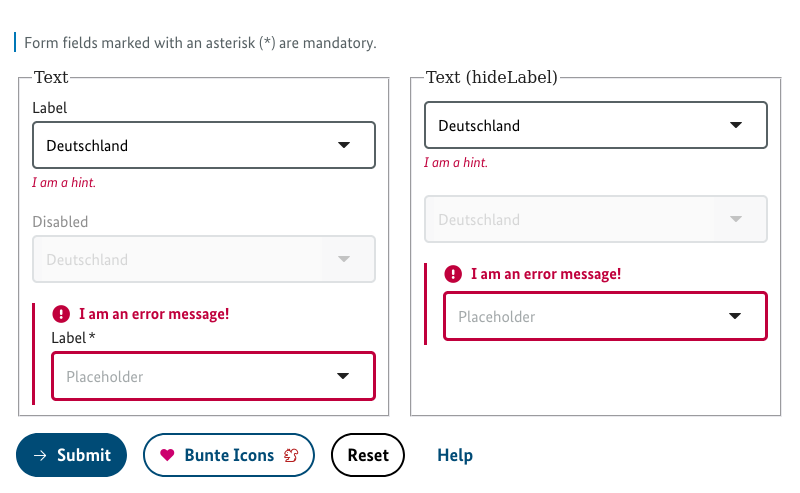 Form fields marked with an asterisk (*) are mandatory.
Text
Label
Deutschland
I am a hint.
Disabled
Deutschland
I am an error message!
Label *
Placeholder
Text (hideLabel)
Deutschland
I am a hint.
Deutschland
I am an error message!
Placeholder
Submit
Bunte Icons
Reset
Help